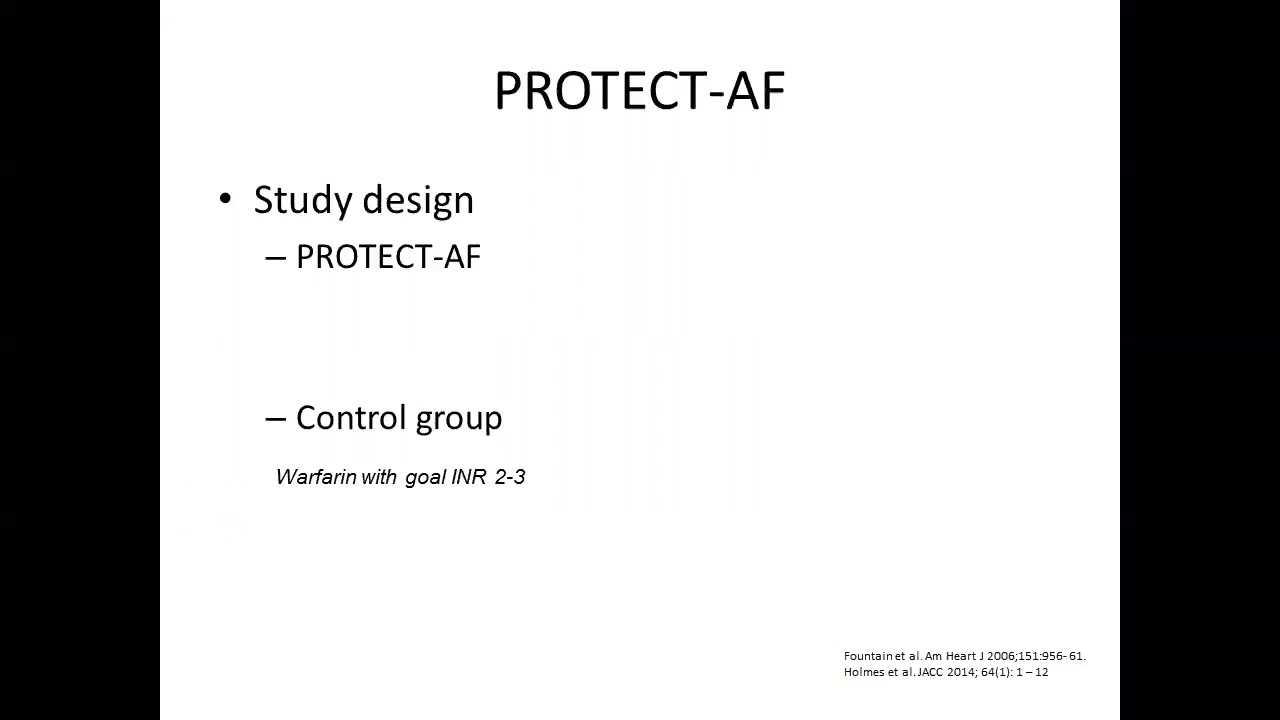 PROTECT-AF
• Study design
– PROTECT-AF
– Control group
Warfarin with goal INR 2-3
Fountain et al. Am Heart J 2006;151:956-61.
Holmes et al. JACC 2014; 64(1): 1 – 12